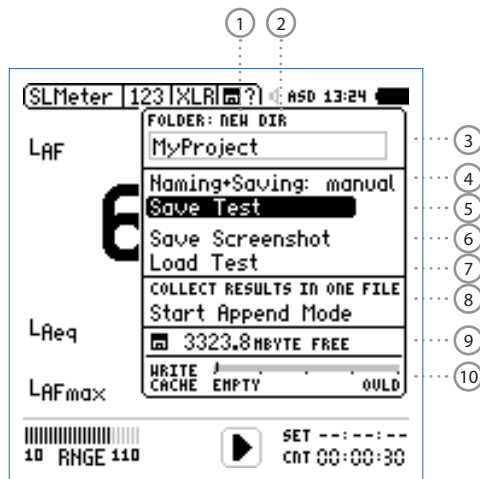 1 2
SLMeter 123 XLR ? ASD 13:24
FOLDER: NEW DIR
MyProject
3
LAF
Naming+Saving: manual
4
Save Test
5
6
Save Screenshot
6
Load Test
7
COLLECT RESULTS IN ONE FILE
8
Start Append Mode
LAeq
3323.8 MBYTE FREE
9
WRITE
CACHE EMPTY OVLD
10
LAFmax
SET --:--:--
10 RNGE 110 CNT 00:00:30